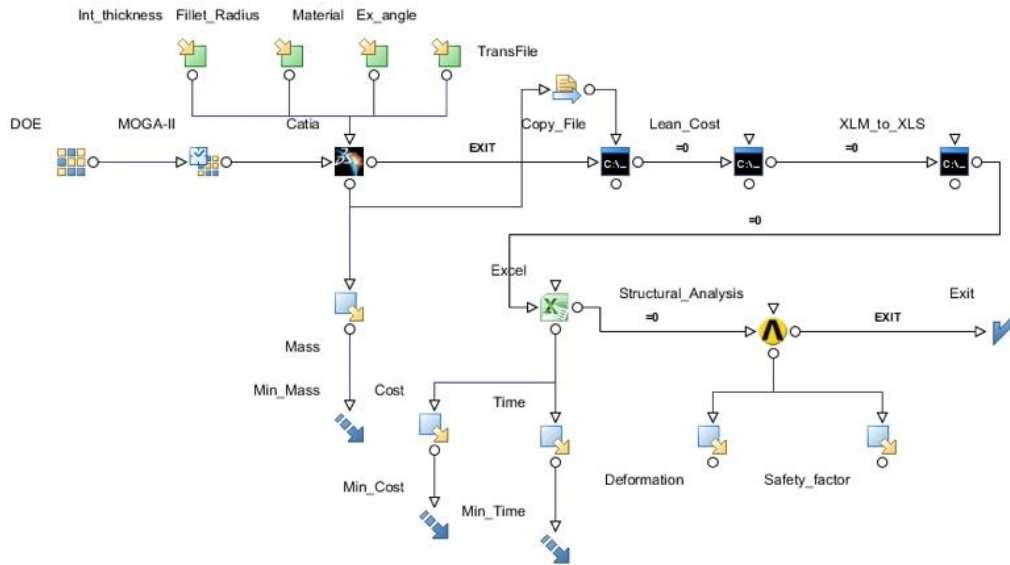 Int_thickness Fillet_Radius Material Ex_angle
TransFile
DOE MOGA-II Catia Copy_File Lean_Cost XLM_to_XLS
EXIT =0 =0
C:\_ C:\_ C:\_
=0
Excel Structural_Analysis Exit
=0 EXIT
Mass
Min_Mass Cost Time
Deformation Safety_factor
Min_Cost
Min_Time